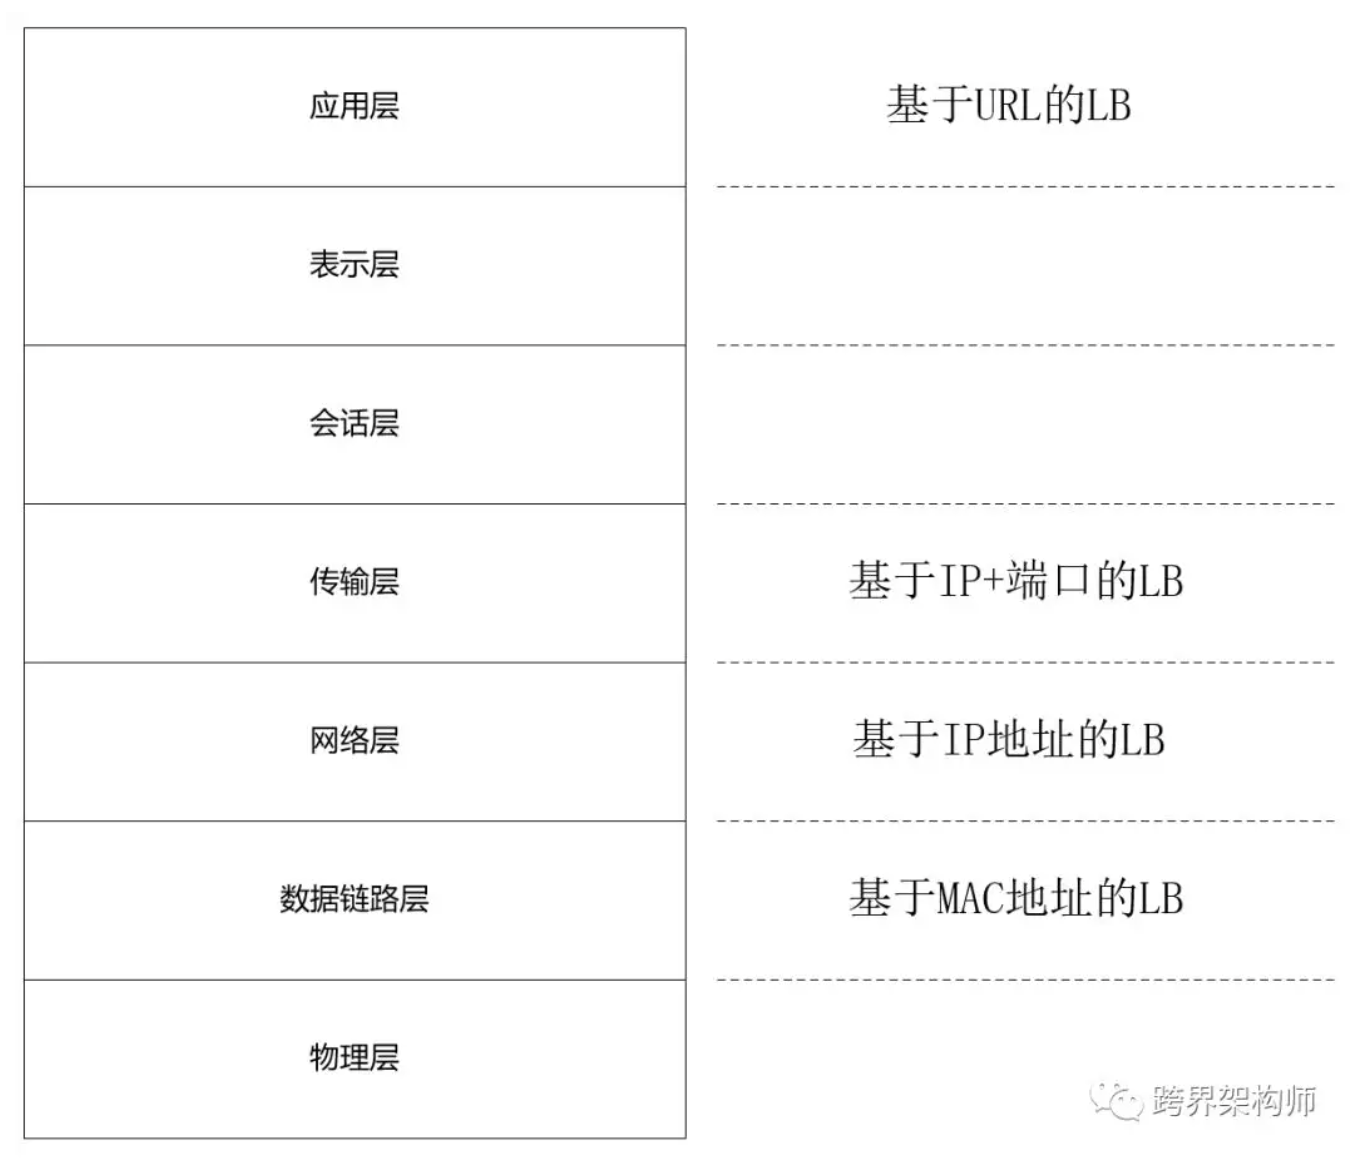 应用层
基于URL的LB
表示层
会话层
传输层
基于IP+端口的LB
网络层
基于IP地址的LB
数据链路层
基于MAC地址的LB
物理层
跨界架构师